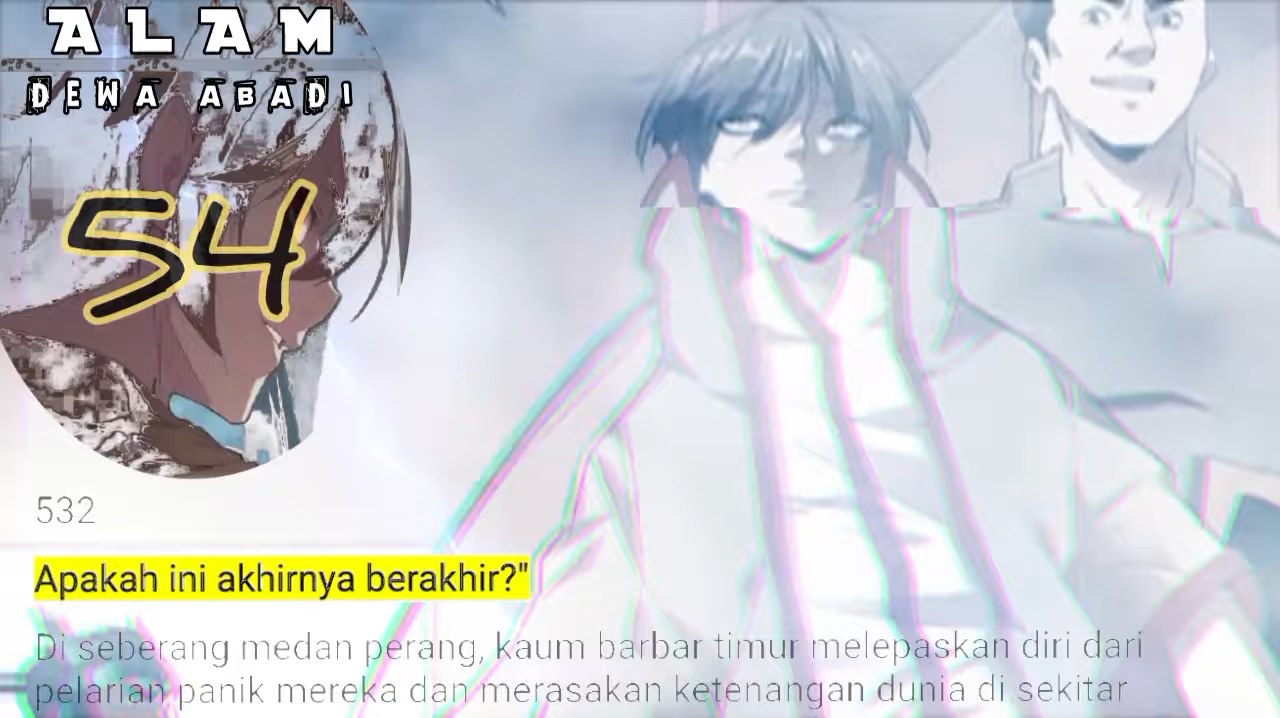 ALAM
DEWA ABADI
54
532
Apakah ini akhirnya berakhir?"
Di seberang medan perang, kaum barbar timur melepaskan diri dari
pelarian panik mereka dan merasakan ketenangan dunia di sekitar